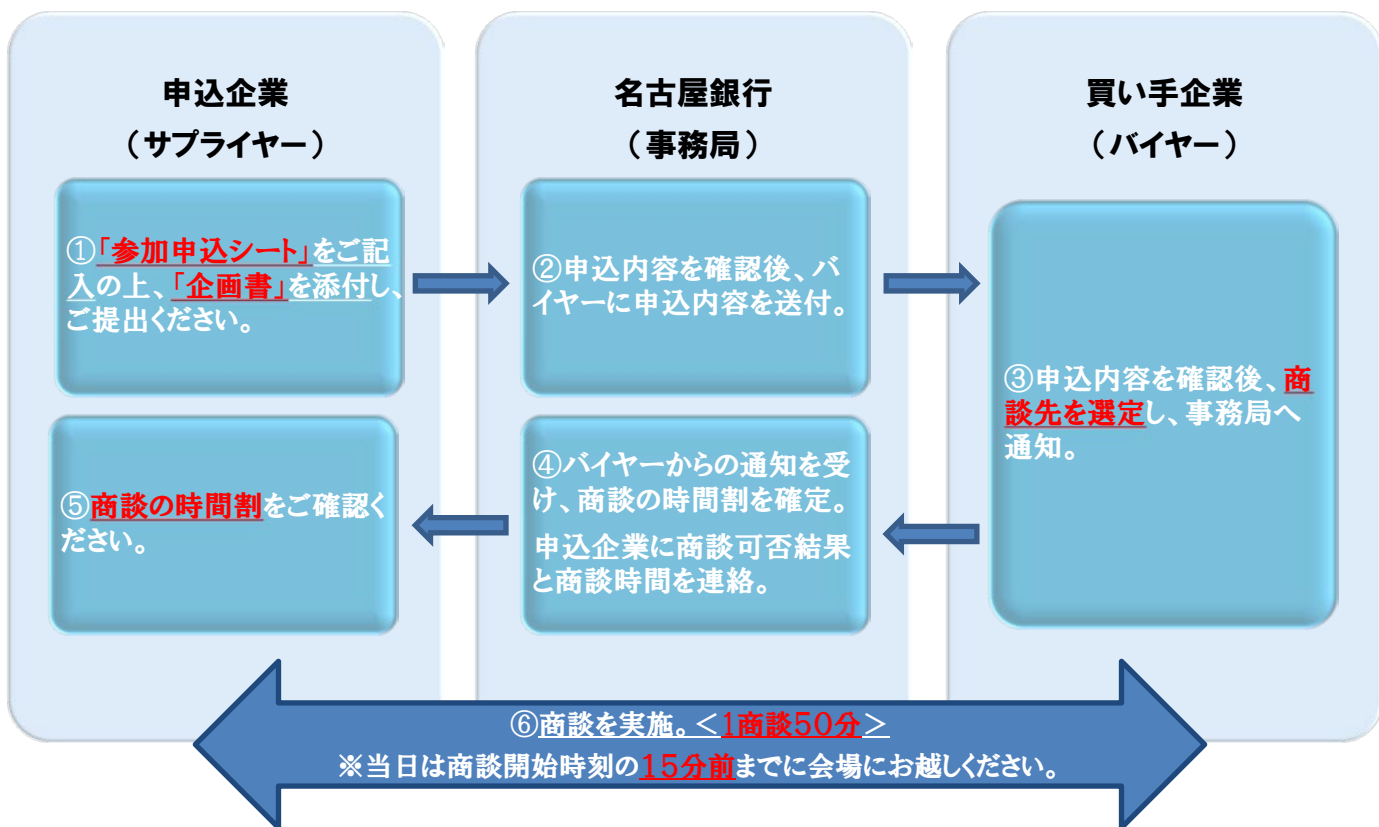 申込企業
（サプライヤー）
①「参加申込シート」をご記
入の上、「企画書」を添付し、
ご提出ください。
⑤商談の時間割をご確認く
ださい。
名古屋銀行
（事務局）
②申込内容を確認後、バ
イヤーに申込内容を送付。
④バイヤーからの通知を受
け、商談の時間割を確定。
申込企業に商談可否結果
と商談時間を連絡。
買い手企業
（バイヤー）
③申込内容を確認後、商
談先を選定し、事務局へ
通知。
⑥商談を実施。＜1商談50分＞
※当日は商談開始時刻の15分前までに会場にお越しください。